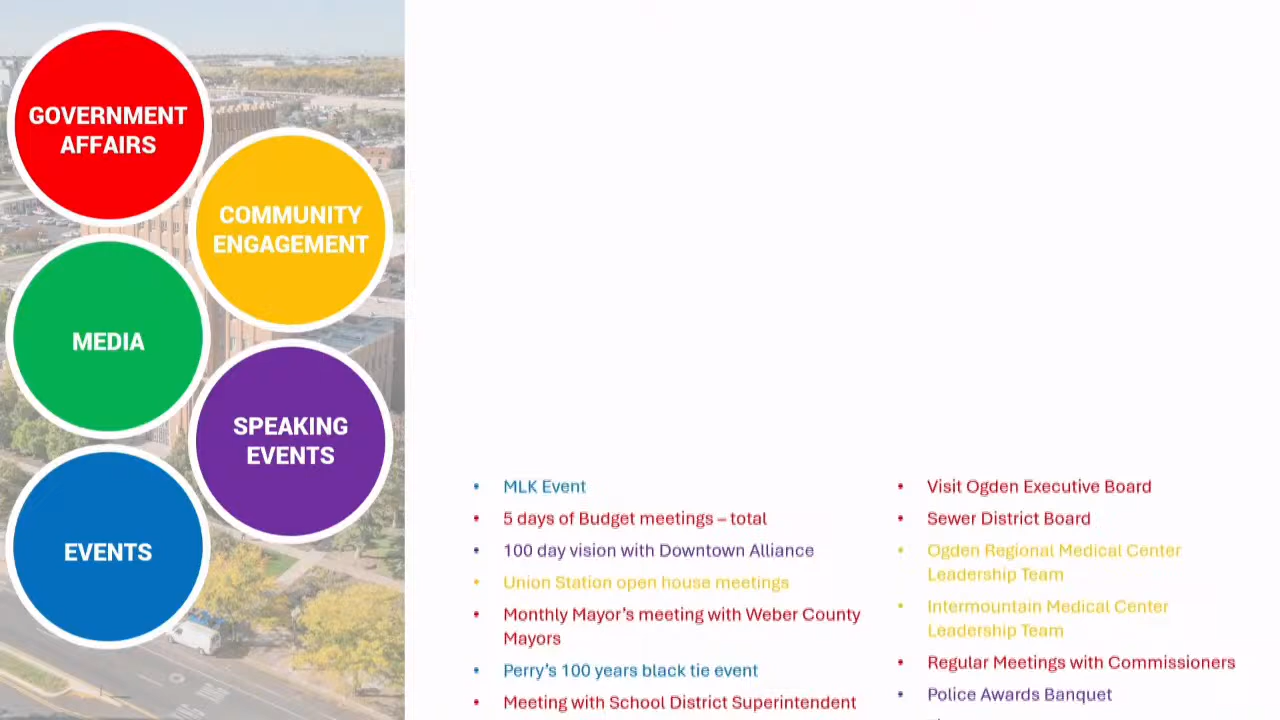 GOVERNMENT
AFFAIRS
COMMUNITY
ENGAGEMENT
MEDIA
SPEAKING
EVENTS
EVENTS
• MLK Event
• 5 days of Budget meetings – total
• 100 day vision with Downtown Alliance
• Union Station open house meetings
• Monthly Mayor's meeting with Weber County
Mayors
• Perry's 100 years black tie event
• Meeting with School District Superintendent
• Visit Ogden Executive Board
• Sewer District Board
• Ogden Regional Medical Center
Leadership Team
• Intermountain Medical Center
Leadership Team
• Regular Meetings with Commissioners
• Police Awards Banquet